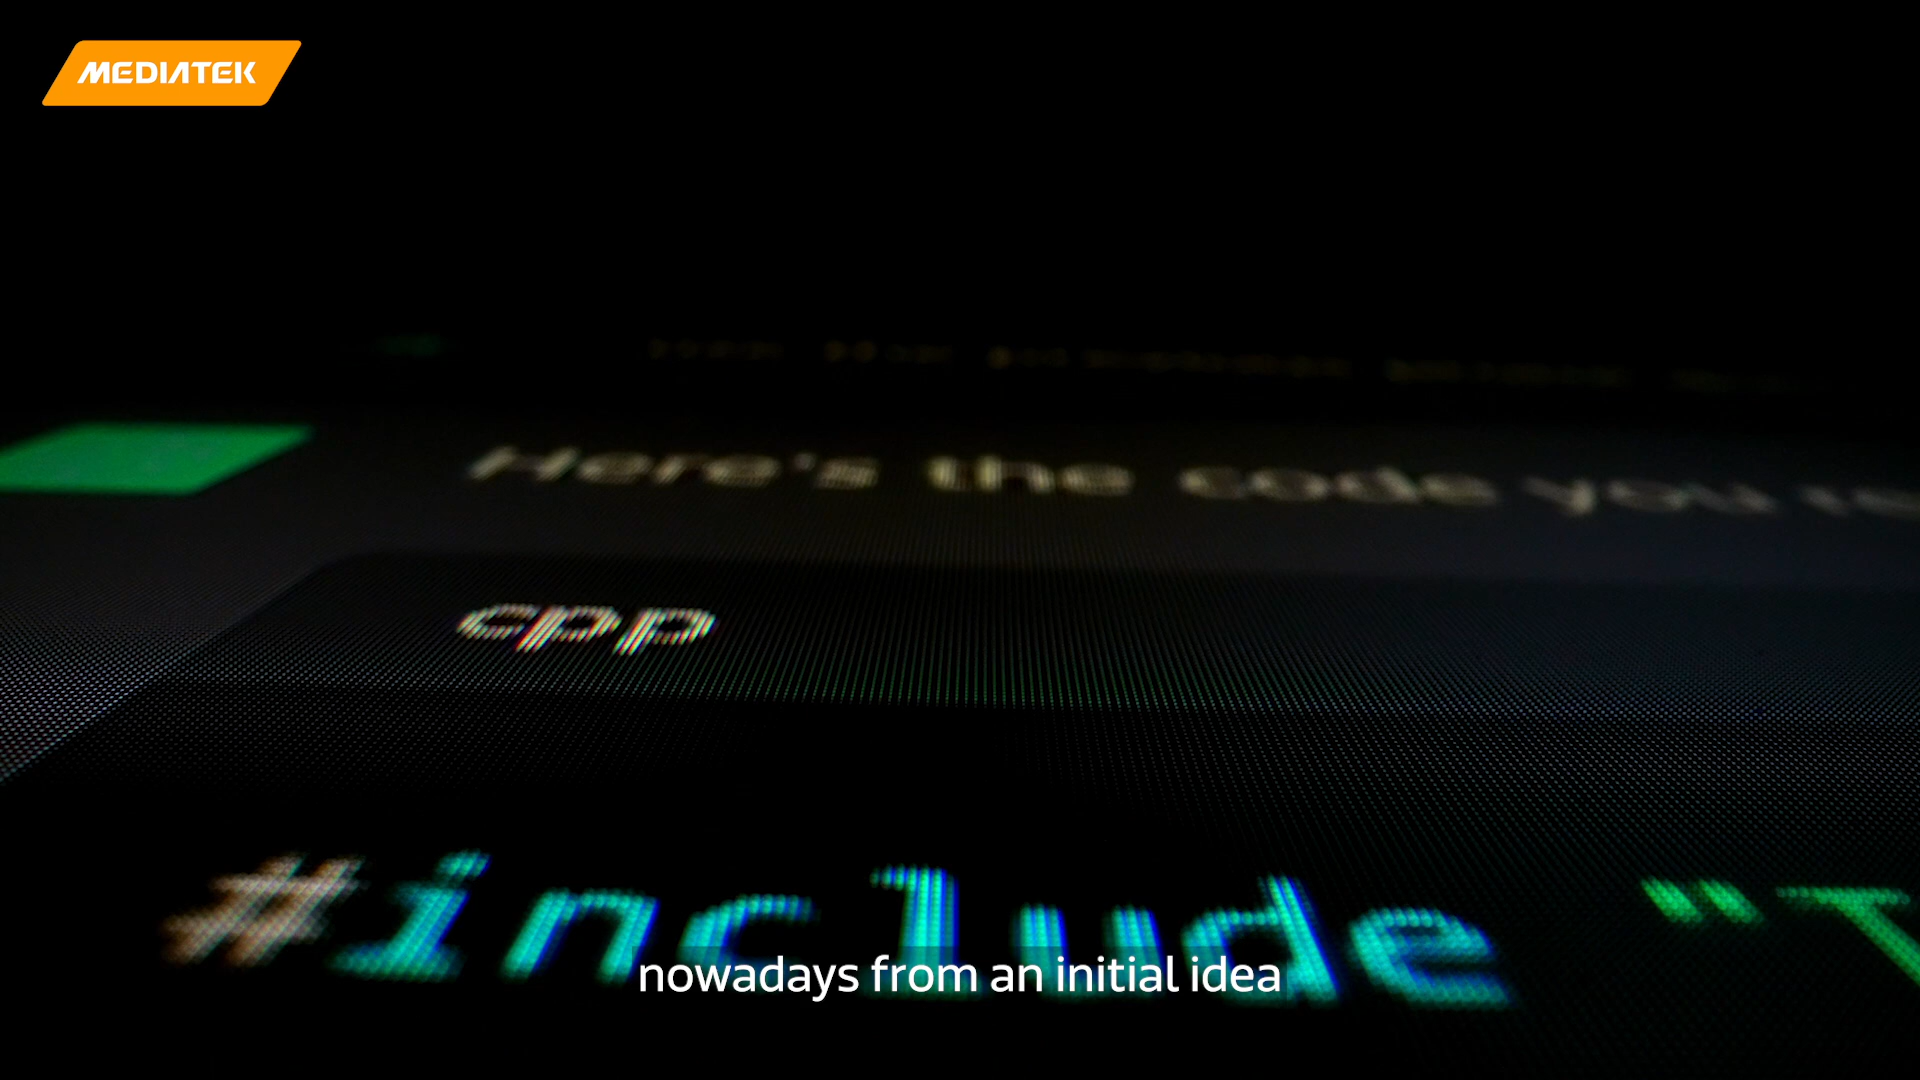 MEDIATEK
Here's the code you
cpp
#include "T
nowadays from an initial idea